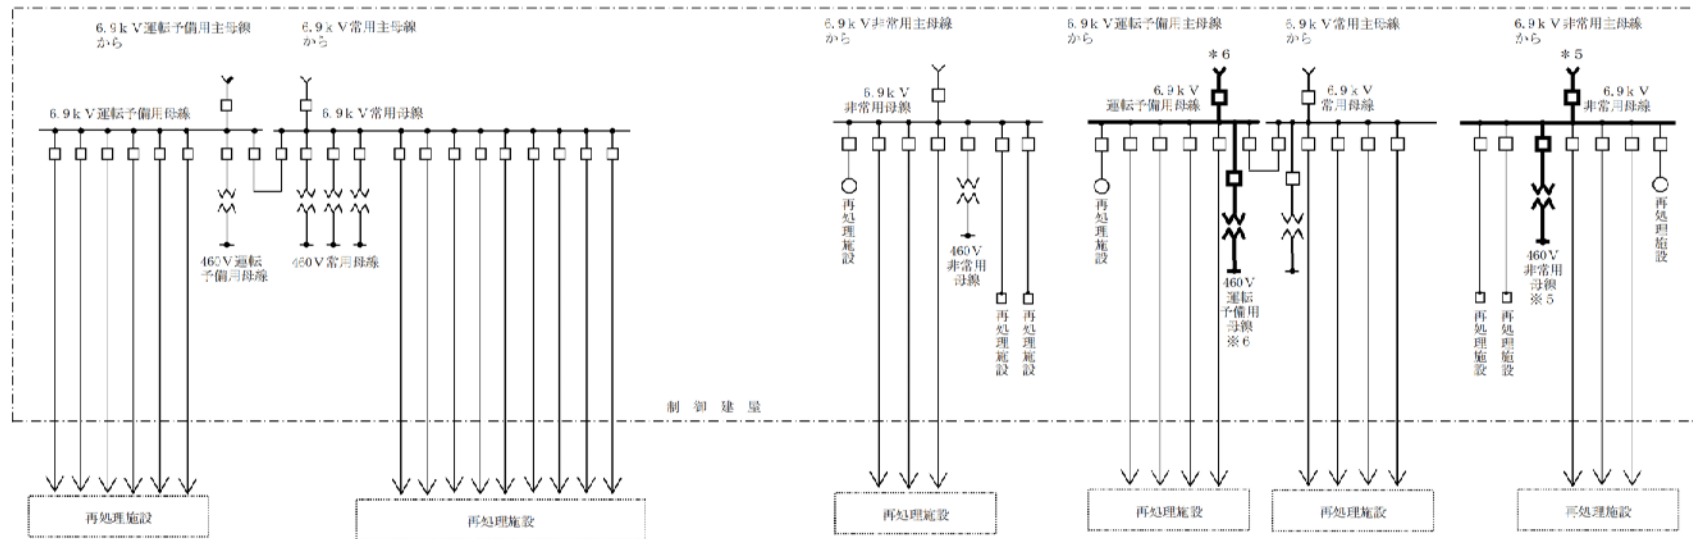 6.9kV運転予備用主母線
から
6.9kV常用主母線
から
6.9kV非常用主母線
から
6.9kV運転予備用主母線
から
6.9kV常用主母線
から
6.9kV非常用主母線
から
*6
*5
6.9kV運転予備用母線
6.9kV常用母線
6.9kV
非常用母線
6.9kV
運転予備用母線
6.9kV
常用母線
6.9kV
非常用母線
460V運転
予備用母線
460V常用母線
再処理施設
460V
非常用
母線
再処理施設
再処理施設
再処理施設
460V
運転
予備用
母線
※6
再処理施設
再処理施設
460V
非常用
母線
※5
再処理施設
制御建屋
再処理施設
再処理施設
再処理施設
再処理施設
再処理施設
再処理施設